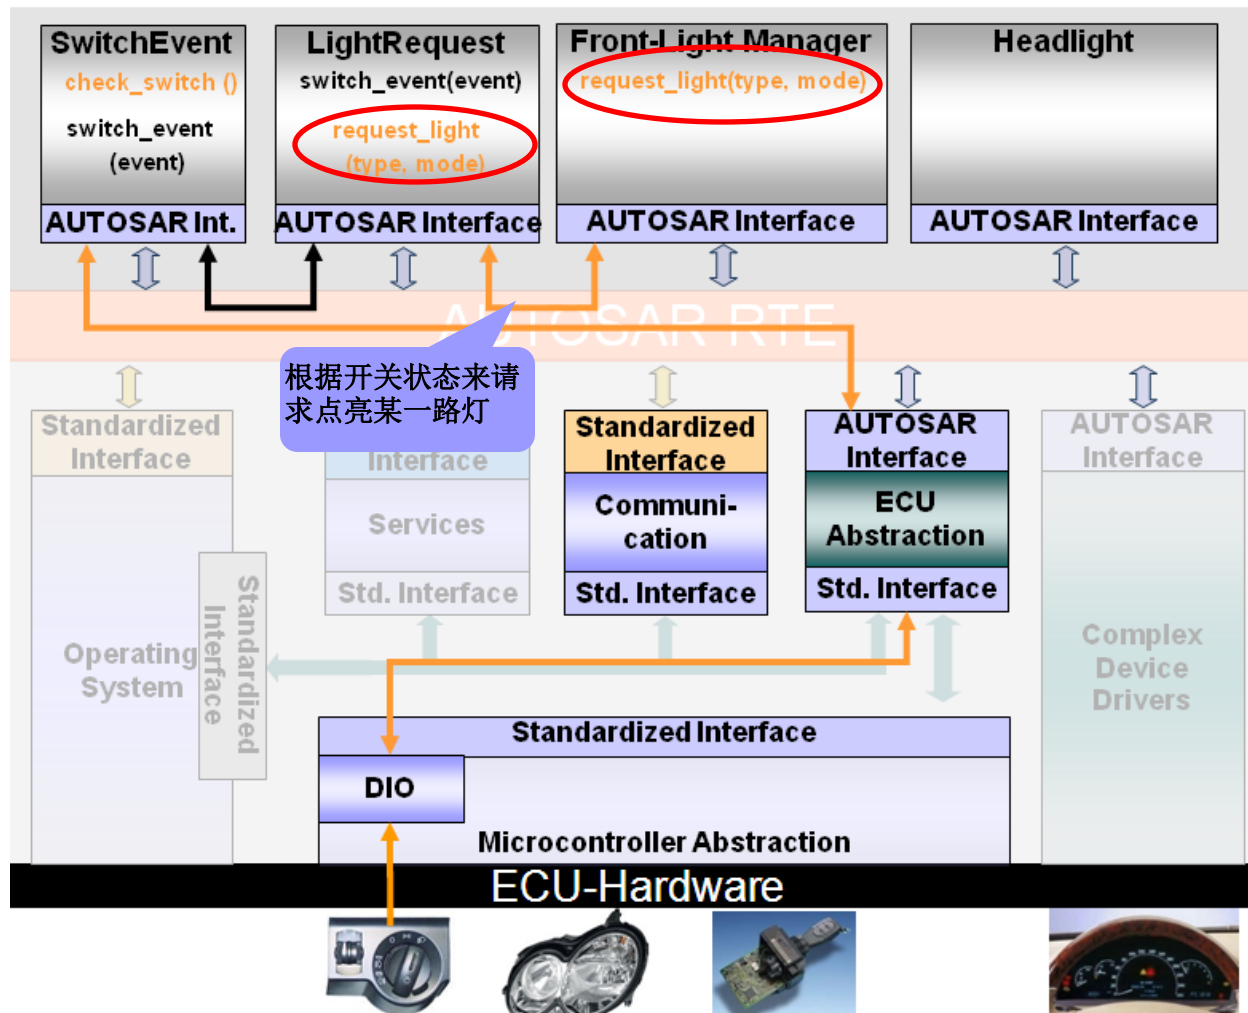 SwitchEvent
check_switch ()
switch_event
(event)
AUTOSAR Int.
LightRequest
switch_event(event)
request_light
(type, mode)
AUTOSAR Interface
Front-Light Manager
request_light(type, mode)
AUTOSAR Interface
Headlight
AUTOSAR Interface
AUTOSAR RTE
根据开关状态来请
求点亮某一路灯
Standardized
Interface
Operating
System
Standardized
Interface
Interface
Services
Std. Interface
Standardized
Interface
Communi-
cation
Std. Interface
AUTOSAR
Interface
ECU
Abstraction
Std. Interface
AUTOSAR
Interface
Complex
Device
Drivers
Standardized Interface
DIO
Microcontroller Abstraction
ECU-Hardware